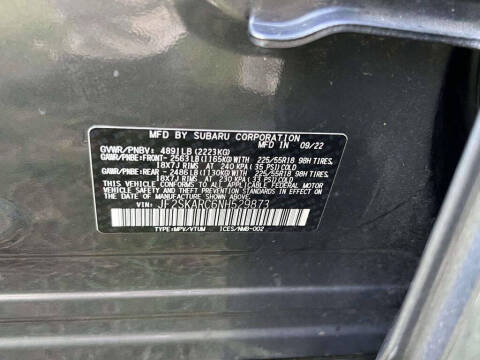 MFD BY SUBARU CORPORATION
GVWR/PNBV: 4891LB(2223KG) MFD IN 09/22
GAWR/PNBE:FRONT- 2563LB(1165KG)WITH 225/55R18 98H TIRES,
18X7J RIMS AT 240 KPA(35 PSI)COLD
GAWR/PNBE:REAR- 2486LB(1130KG)WITH 225/55R18 98H TIRES,
18X7J RIMS AT 230 KPA(33 PSI)COLD
THIS VEHICLE CONFORMS TO ALL APPLICABLE FEDERAL MOTOR
VEHICLE SAFETY AND THEFT PREVENTION STANDARDS IN EFFECT
ON THE DATE OF MANUFACTURE SHOWN ABOVE.
VIN: JF2SKARC6NH529873
TYPE:MPV/VTUM ICES/NMB-002